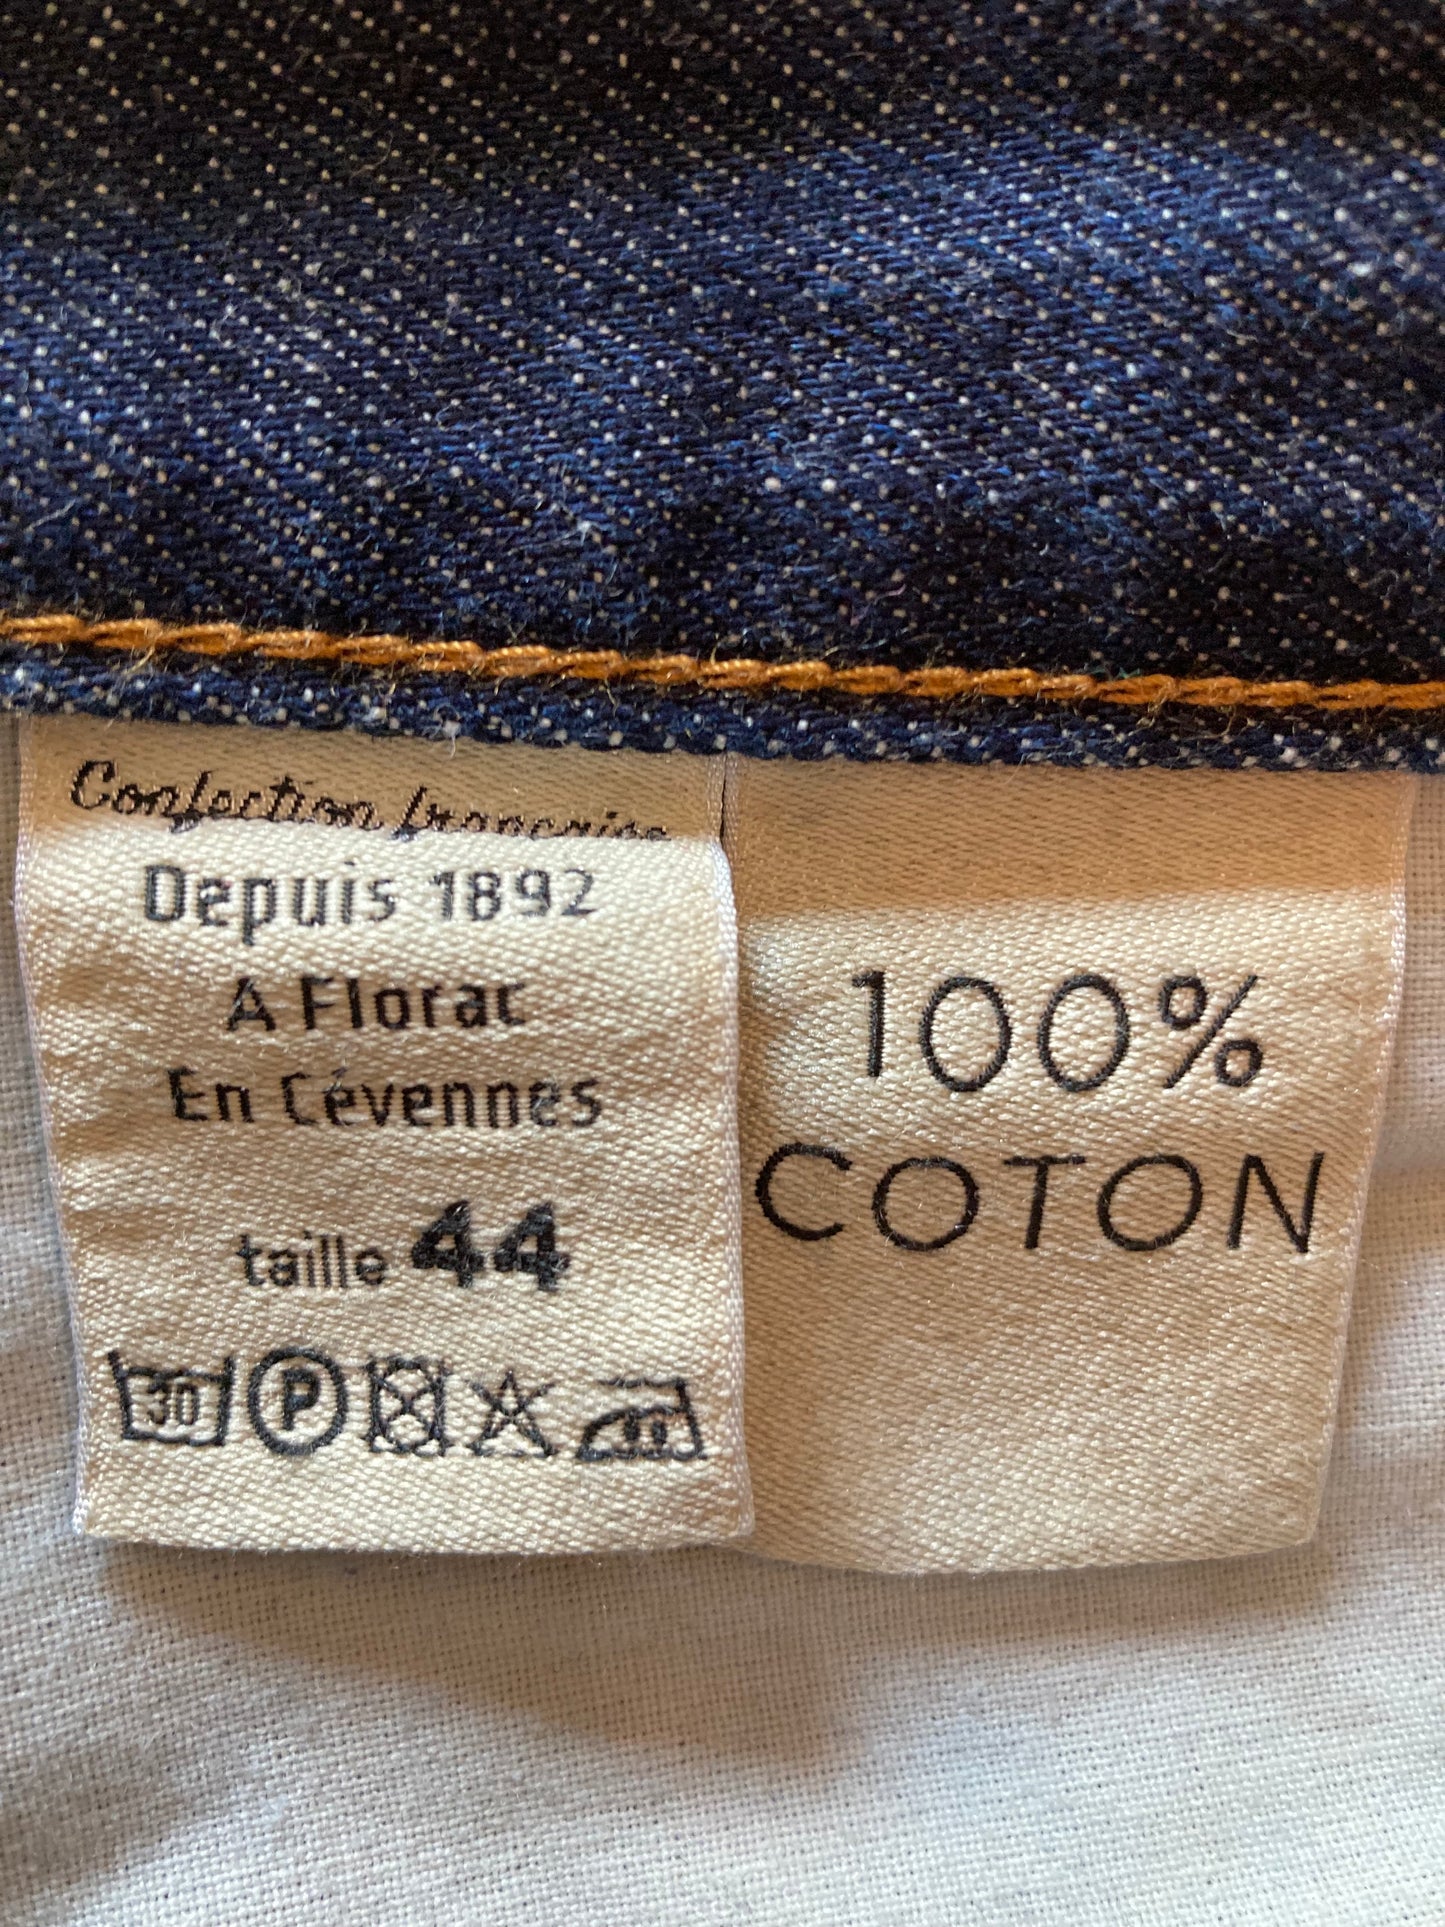 Confection française
Depuis 1892
A Florac
En Cévennes
taille 44
30 P
100%
COTON